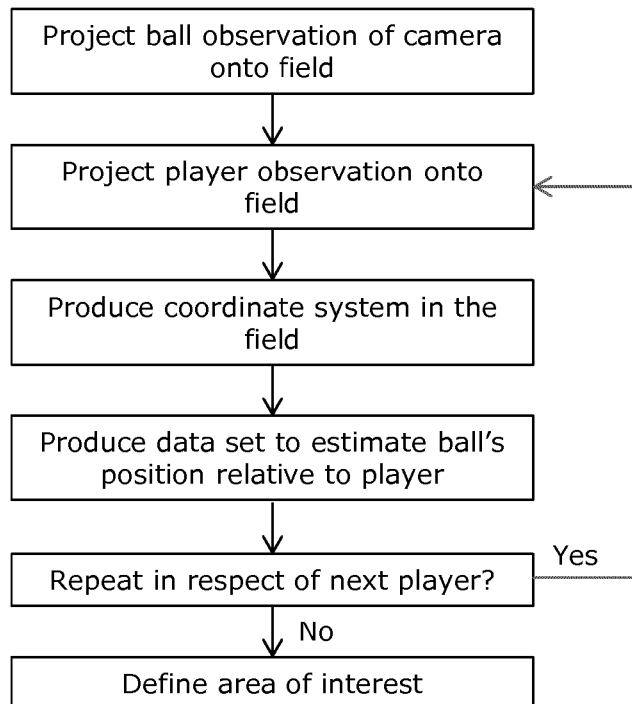 Project ball observation of camera
onto field
Project player observation onto
field
Produce coordinate system in the
field
Produce data set to estimate ball's
position relative to player
Repeat in respect of next player?
Yes
No
Define area of interest